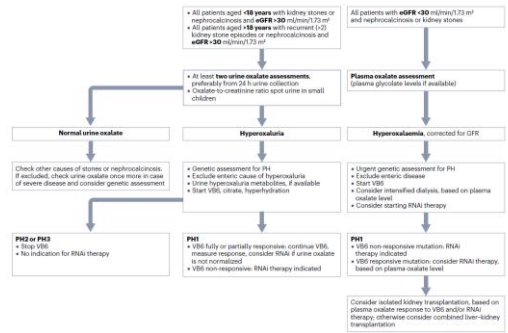 • All patients aged <18 years with kidney stones or
nephrocalcinosis and eGFR >30 ml/min/1.73 m²
• All patients aged >18 years with recurrent (>2)
kidney stone episodes or nephrocalcinosis and
eGFR >30 ml/min/1.73 m²
All patients with eGFR <30 ml/min/1.73 m²
and nephrocalcinosis or kidney stones
• At least two urine oxalate assessments,
preferably from 24 h urine collection
• Oxalate-to-creatinine ratio spot urine in small
children
Plasma oxalate assessment
(plasma glycolate levels if available)
Normal urine oxalate
Hyperoxaluria
Hyperoxalaemia, corrected for GFR
Check other causes of stones or nephrocalcinosis.
If excluded, check urine oxalate once more in case
of severe disease and consider genetic assessment
• Genetic assessment for PH
• Exclude enteric cause of hyperoxaluria
• Urine hyperoxaluria metabolites, if available
• Start VB6, citrate, hyperhydration
• Urgent genetic assessment for PH
• Exclude enteric disease
• Start VB6
• Consider intensified dialysis, based on plasma
oxalate level
• Consider starting RNAi therapy
PH2 or PH3
• Stop VB6
• No indication for RNAi therapy
PH1
• VB6 fully or partially responsive: continue VB6,
measure response, consider RNAi if urine oxalate
is not normalized
• VB6 non-responsive: RNAi therapy indicated
PH1
• VB6 non-responsive mutation: RNAi
therapy indicated
• VB6 responsive mutation: consider RNAi therapy,
based on plasma oxalate level
Consider isolated kidney transplantation, based on
plasma oxalate response to VB6 and/or RNAi
therapy; otherwise consider combined liver–kidney
transplantation